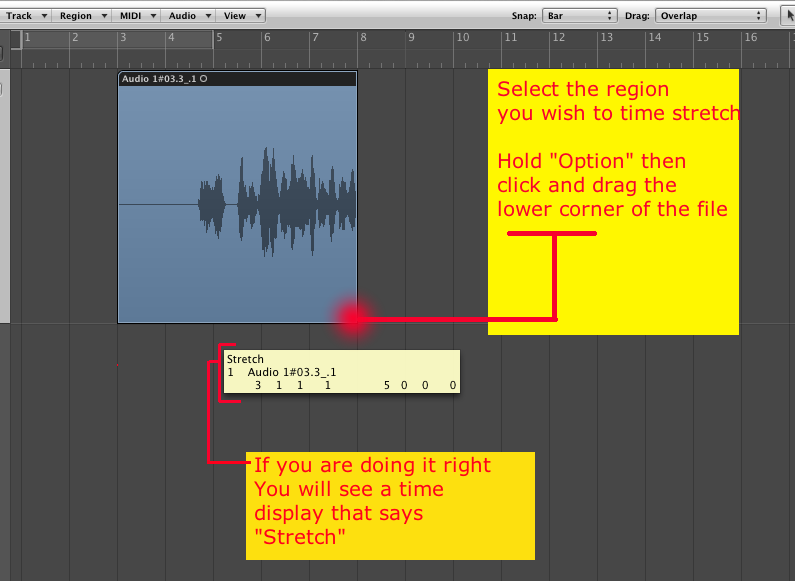 Track Region MIDI Audio View Snap: Bar Drag: Overlap
1 2 3 4 5 6 7 8 9 10 11 12 13 14 15 16
Audio 1#03.3_.1
Select the region
you wish to time stretch
Hold "Option" then
click and drag the
lower corner of the file
Stretch
1 Audio 1#03.3_.1
3 1 1 1 5 0 0 0
If you are doing it right
You will see a time
display that says
"Stretch"